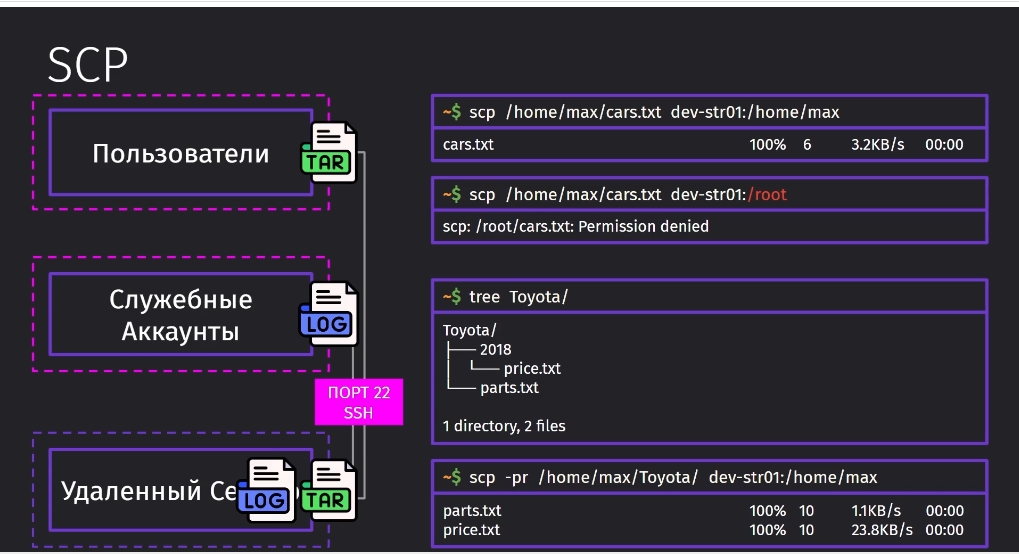 SCP
Пользователи
TAR
Служебные
Аккаунты
LOG
ПОРТ 22
SSH
Удаленный
LOG
TAR
~$ scp /home/max/cars.txt dev-str01:/home/max
cars.txt 100% 6 3.2KB/s 00:00
~$ scp /home/max/cars.txt dev-str01:/root
scp: /root/cars.txt: Permission denied
~$ tree Toyota/
Toyota/
├── 2018
│ └── price.txt
└── parts.txt
1 directory, 2 files
~$ scp -pr /home/max/Toyota/ dev-str01:/home/max
parts.txt 100% 10 1.1KB/s 00:00
price.txt 100% 10 23.8KB/s 00:00